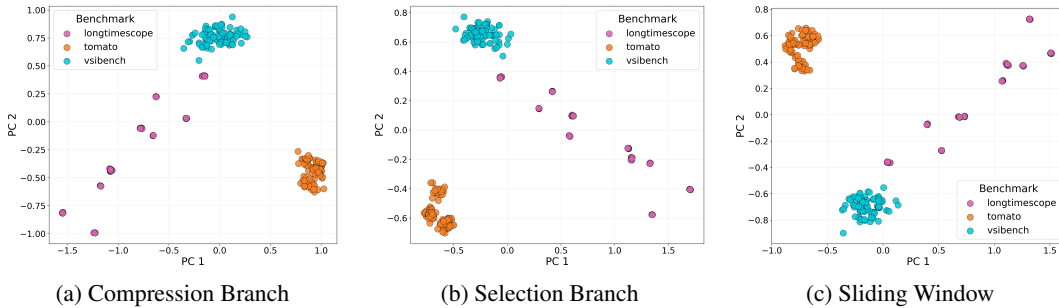 Benchmark
longtimescope
tomato
vsibench
PC 2
1.00
0.75
0.50
0.25
0.00
−0.25
−0.50
−0.75
−1.00
−1.5
−1.0
−0.5
0.0
0.5
1.0
PC 1
(a) Compression Branch
Benchmark
longtimescope
tomato
vsibench
PC 2
0.8
0.6
0.4
0.2
0.0
−0.2
−0.4
−0.6
−0.5
0.0
0.5
1.0
1.5
PC 1
(b) Selection Branch
PC 2
0.8
0.6
0.4
0.2
0.0
−0.2
−0.4
−0.6
−0.8
Benchmark
longtimescope
tomato
vsibench
−1.0
−0.5
0.0
0.5
1.0
1.5
PC 1
(c) Sliding Window